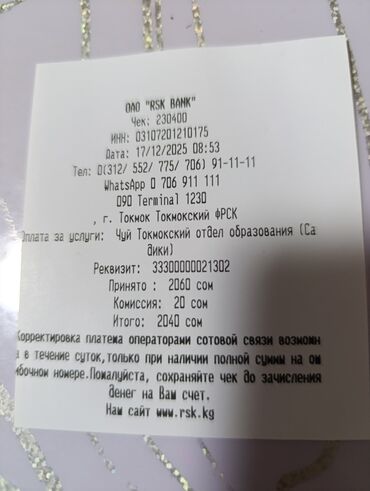 ОАО "RSK BANK"
Чек: 230400
ИНН: 03107201210175
Дата: 17/12/2025 08:53
Тел: 0(312/ 552/ 775/ 706) 91-11-11
WhatsApp 0 706 911 111
090 Terminal 1230
, г. Токмок Токмокский ФРСК
Оплата за услуги: Чуй Токмокский отдел образования (Са
дики)
Реквизит: 33300000021302
Принято : 2060 сом
Комиссия: 20 сом
Итого: 2040 сом
Корректировка платежа операторами сотовой связи возможн
а в течение суток,только при наличии полной суммы на ош
ибочном номере.Пожалуйста, сохраняйте чек до зачисления
денег на Ваш счет.
Наш сайт www.rsk.kg